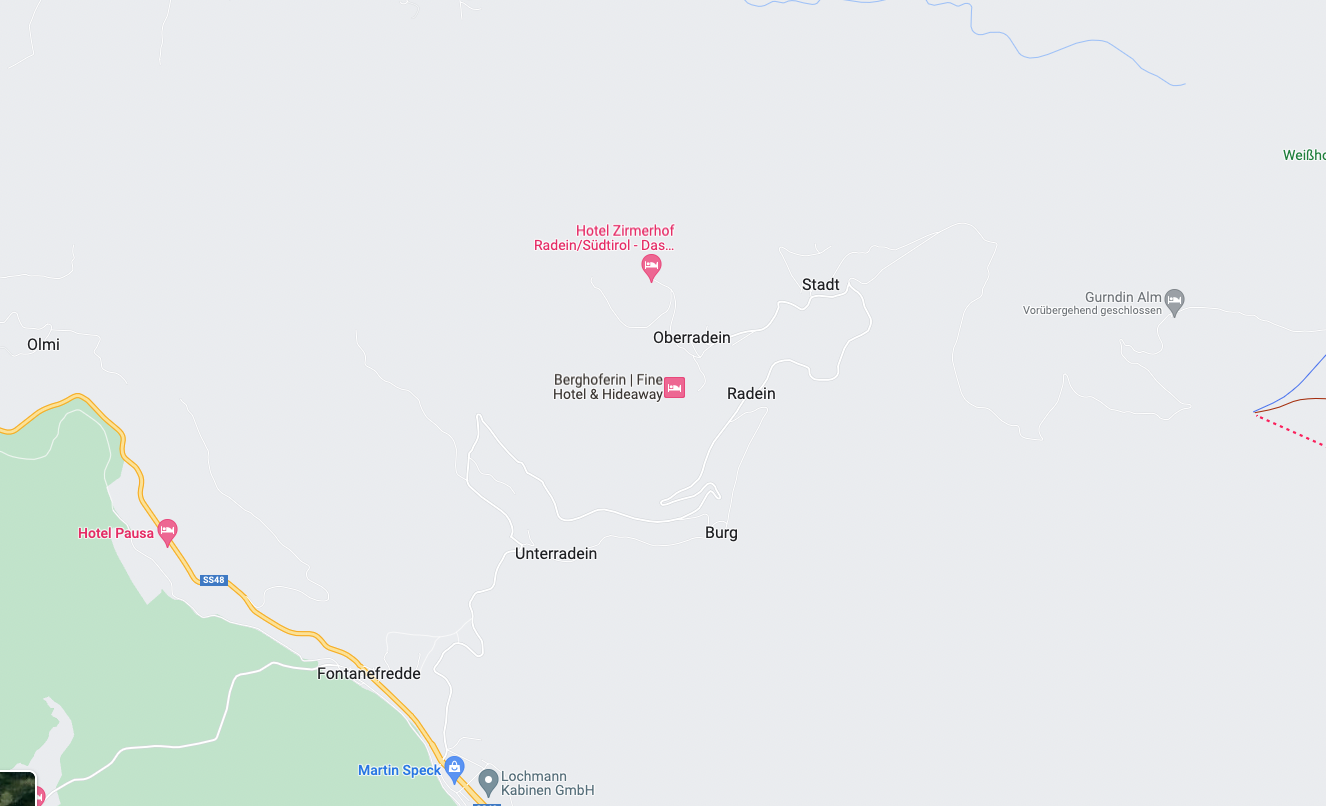 Weißho
Hotel Zirmerhof
Radein/Südtirol - Das...
Stadt
Gurndin Alm
Vorübergehend geschlossen
Oberradein
Olmi
Berghoferin | Fine
Hotel & Hideaway
Radein
Hotel Pausa
Burg
Unterradein
SS48
Fontanefredde
Martin Speck
Lochmann
Kabinen GmbH